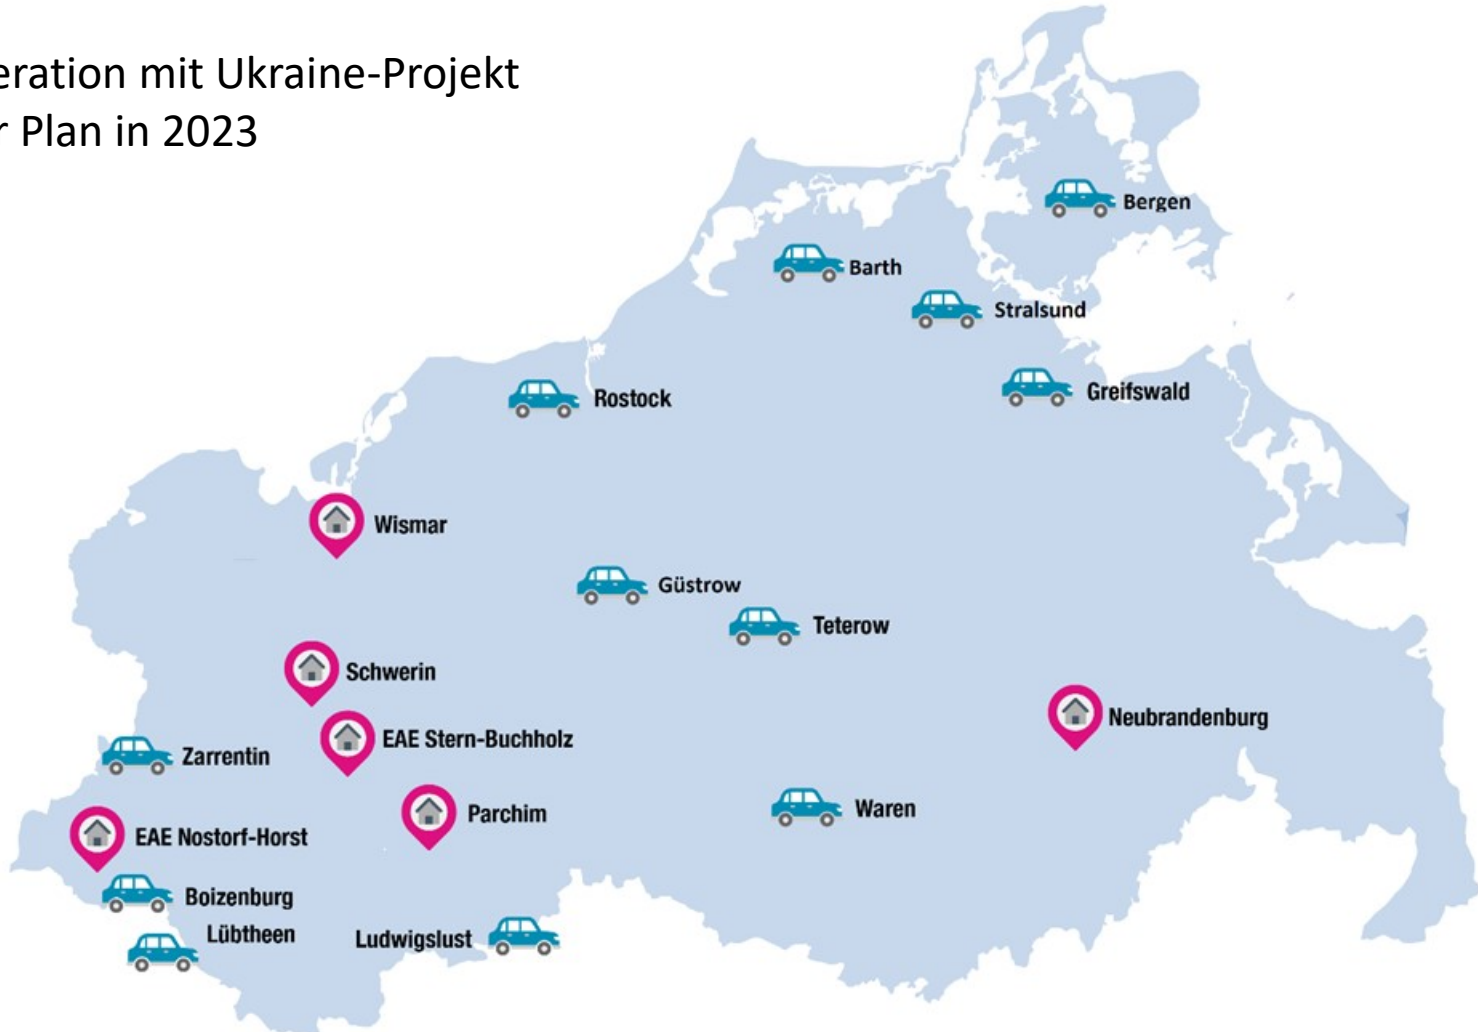 eration mit Ukraine-Projekt
r Plan in 2023
Bergen
Barth
Stralsund
Greifswald
Rostock
Wismar
Güstrow
Teterow
Schwerin
Neubrandenburg
EAE Stern-Buchholz
Zarrentin
Waren
Parchim
EAE Nostorf-Horst
Boizenburg
Lübtheen
Ludwigslust